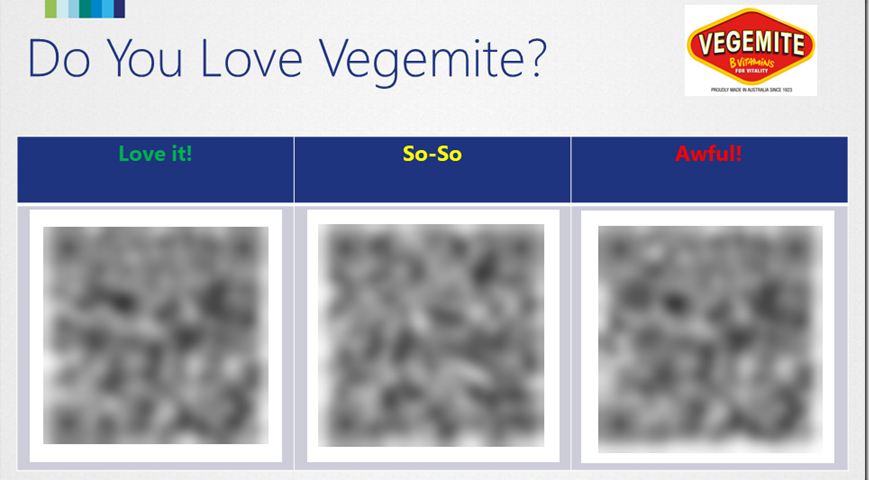 Do You Love Vegemite?
VEGEMITE
B VITAMINS
FOR VITALITY
PROUDLY MADE IN AUSTRALIA SINCE 1923
Love it!
So-So
Awful!